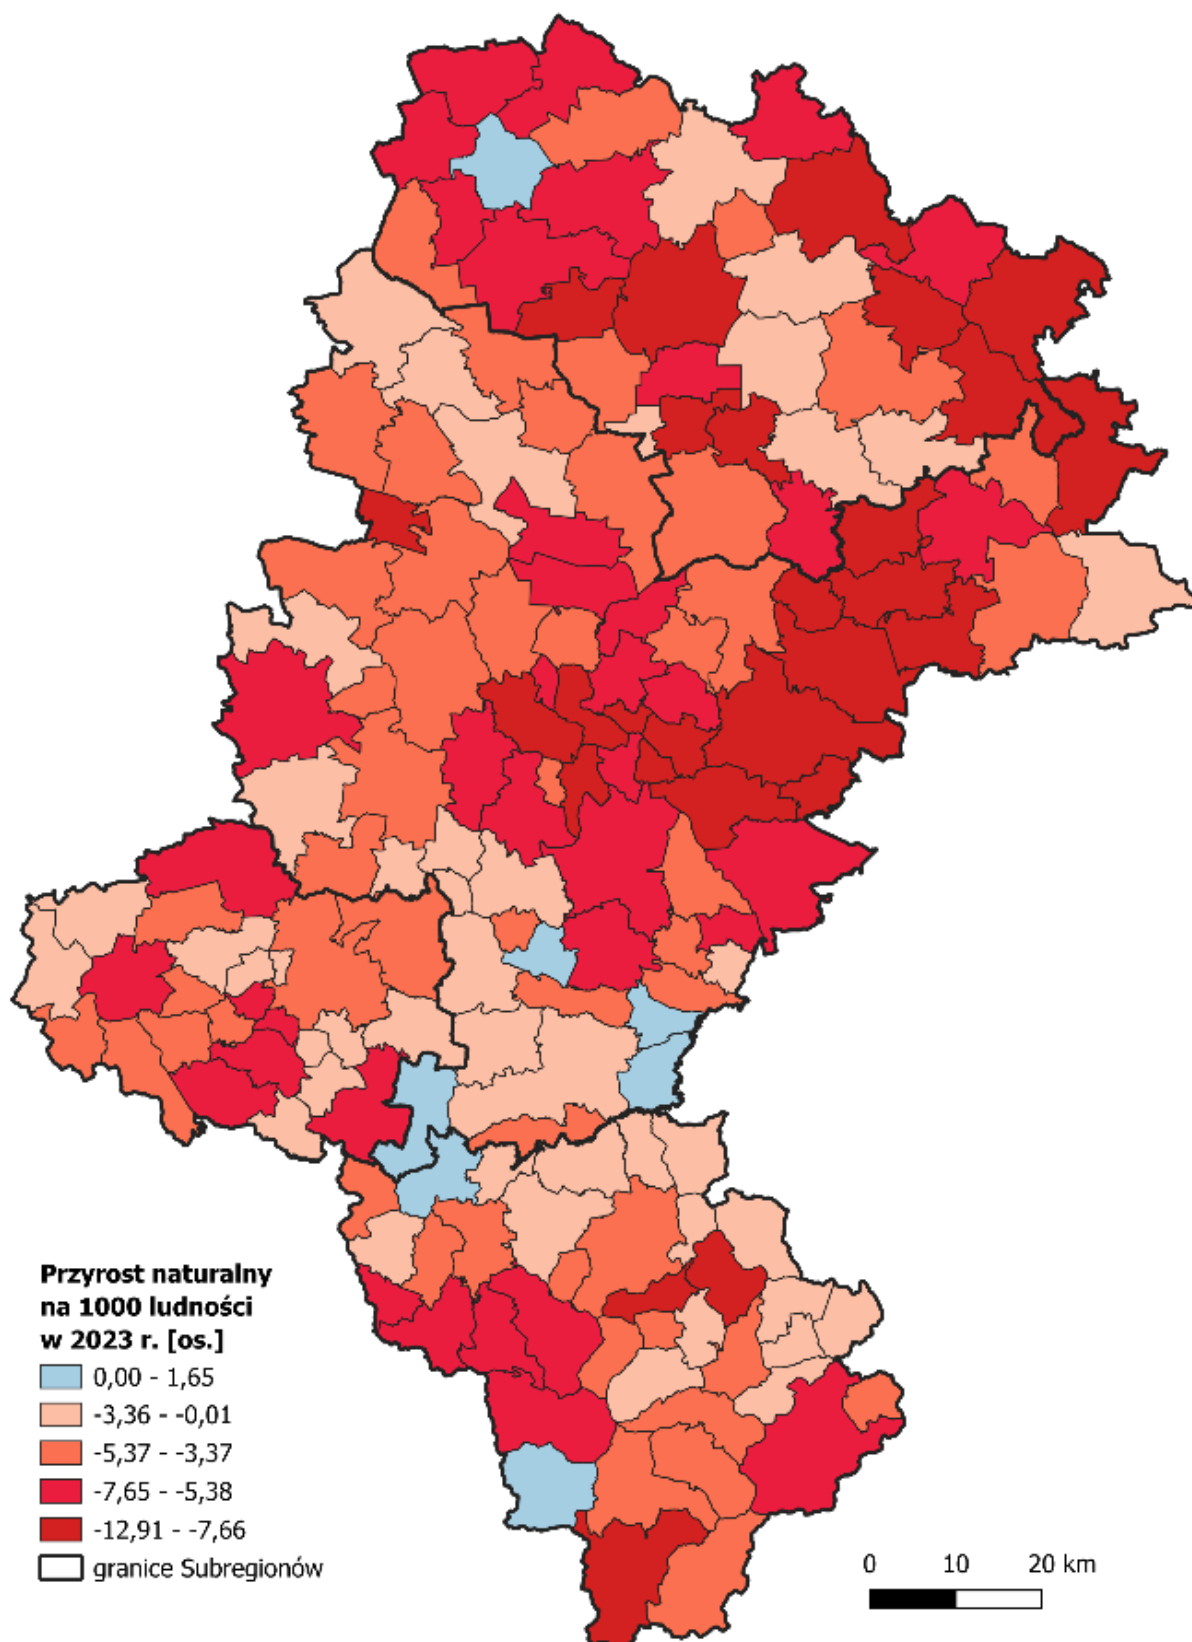 Przyrost naturalny
na 1000 ludności
w 2023 r. [os.]
0,00 - 1,65
-3,36 - -0,01
-5,37 - -3,37
-7,65 - -5,38
-12,91 - -7,66
granice Subregionów
0 10 20 km